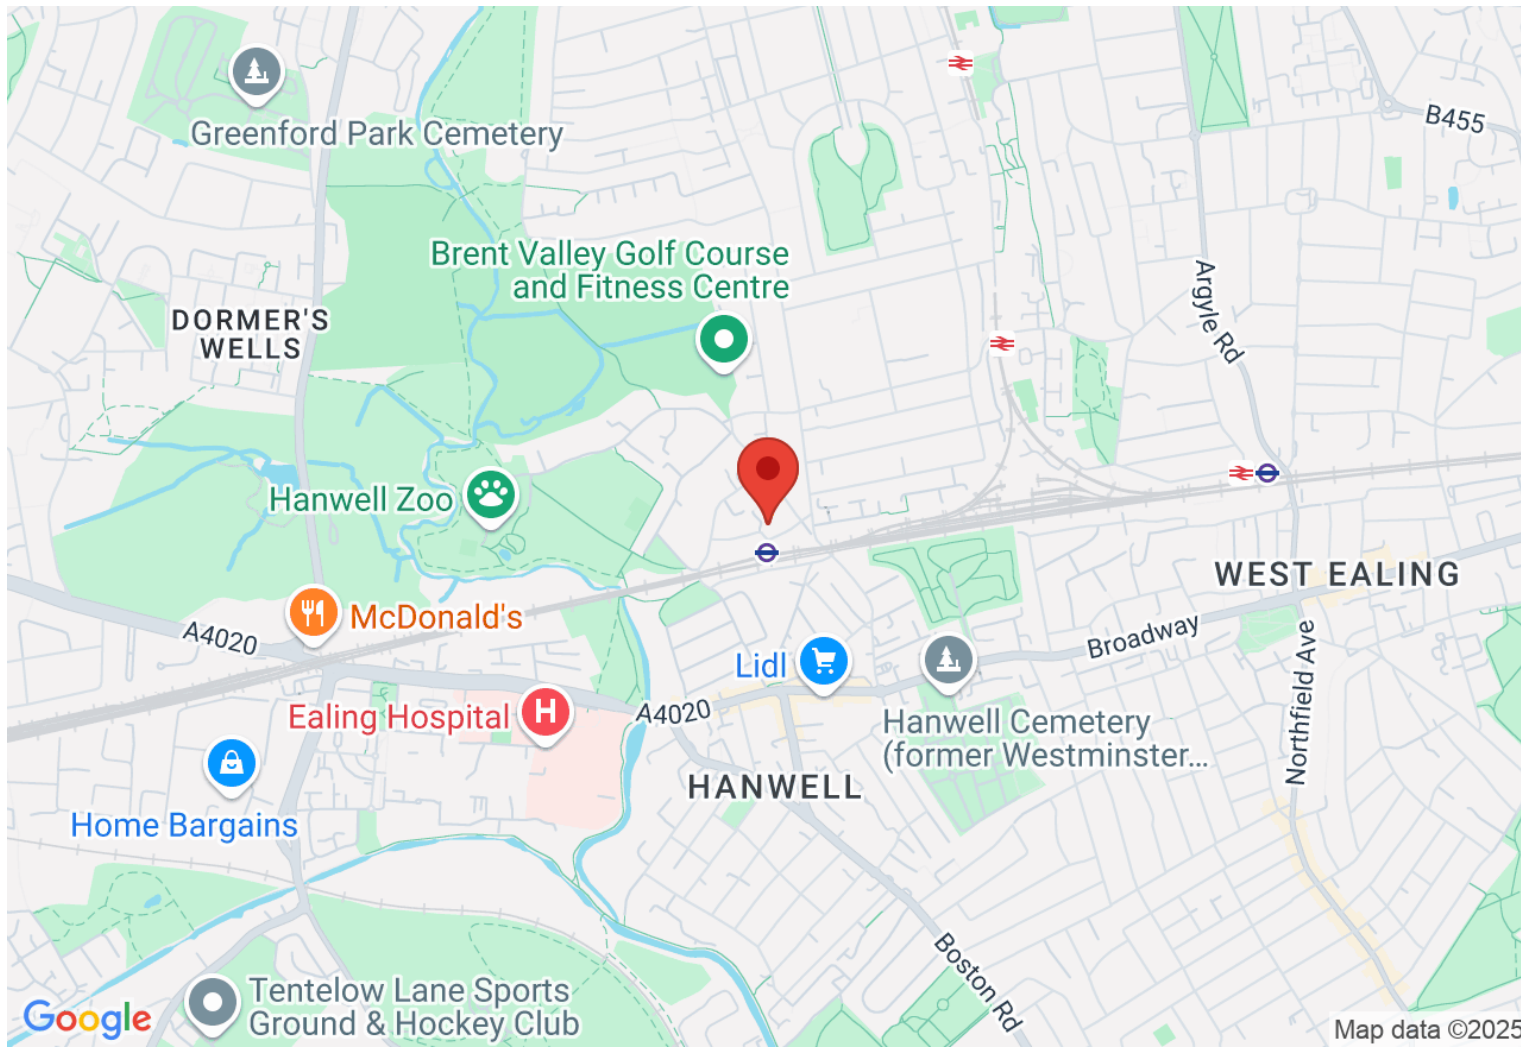 Greenford Park Cemetery
B455
Brent Valley Golf Course
and Fitness Centre
Argyle Rd
DORMER'S
WELLS
Hanwell Zoo
WEST EALING
McDonald's
A4020
Broadway
Lidl
Northfield Ave
Ealing Hospital
H
A4020
Hanwell Cemetery
(former Westminster...
HANWELL
Home Bargains
Boston Rd
Tentelow Lane Sports
Ground & Hockey Club
Google
Map data ©2025